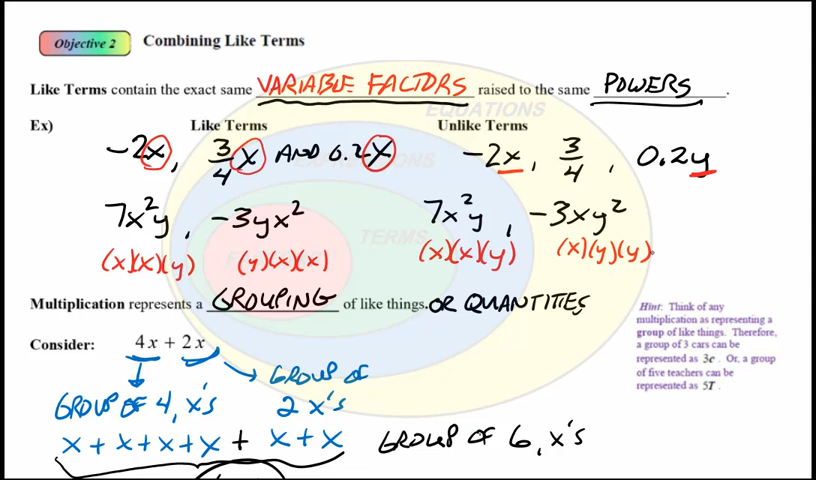 Objective 2 Combining Like Terms
Like Terms contain the exact same VARIABLE FACTORS raised to the same POWERS.
EQUATIONS
Ex) Like Terms Unlike Terms
-2x, 3/4 x AND 0.2x -2x, 3/4, 0.2y
7x²y, -3yx² 7x²y, -3xy²
TERMS
(x)(x)(y) (y)(x)(x) (x)(x)(y) (x)(y)(y)
Multiplication represents a GROUPING of like things. OR QUANTITIES
Hint: Think of any
multiplication as representing a
group of like things. Therefore,
a group of 3 cars can be
represented as 3c. Or, a group
of five teachers can be
represented as 5T.
Consider: 4x + 2x
GROUP OF 4, x's
GROUP OF
2 x's
x + x + x + x + x + x GROUP OF 6, x's